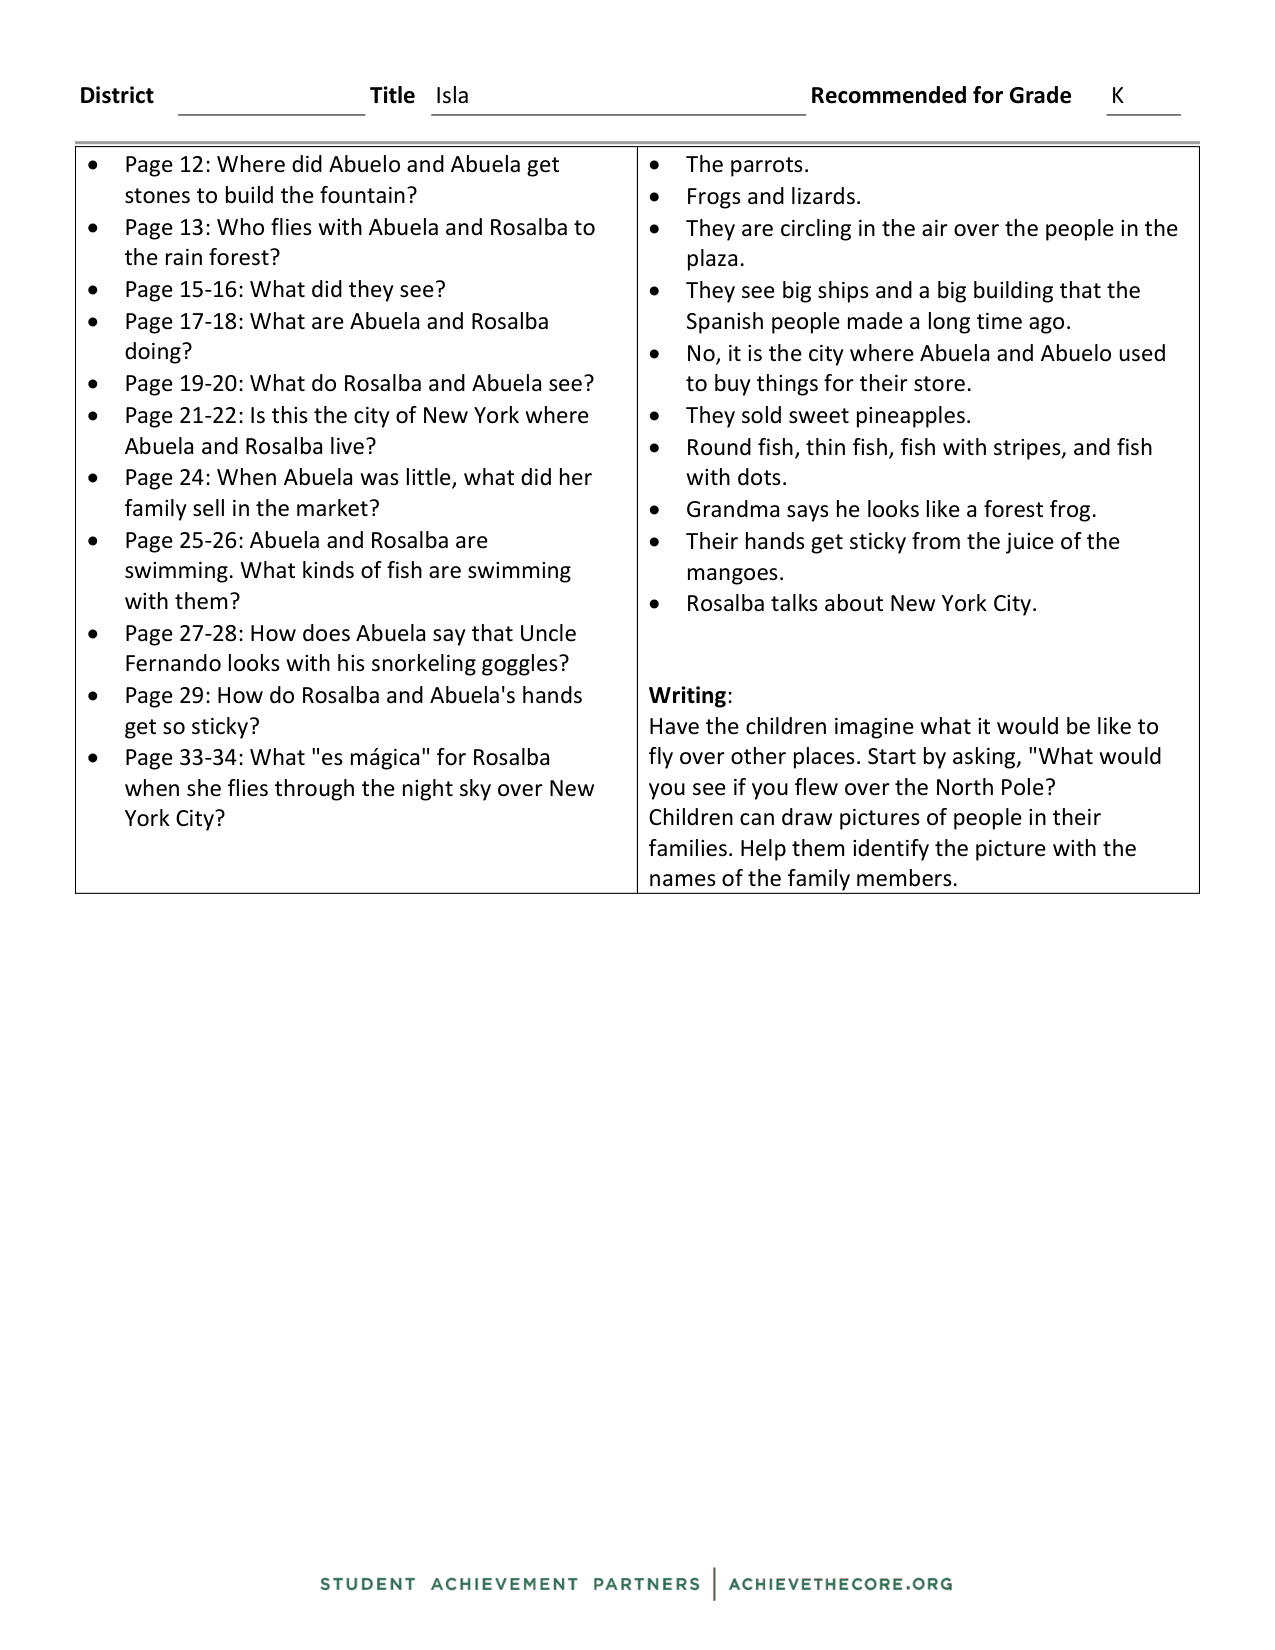 District Title Isla Recommended for Grade K
• Page 12: Where did Abuelo and Abuela get
stones to build the fountain?
• Page 13: Who flies with Abuela and Rosalba to
the rain forest?
• Page 15-16: What did they see?
• Page 17-18: What are Abuela and Rosalba
doing?
• Page 19-20: What do Rosalba and Abuela see?
• Page 21-22: Is this the city of New York where
Abuela and Rosalba live?
• Page 24: When Abuela was little, what did her
family sell in the market?
• Page 25-26: Abuela and Rosalba are
swimming. What kinds of fish are swimming
with them?
• Page 27-28: How does Abuela say that Uncle
Fernando looks with his snorkeling goggles?
• Page 29: How do Rosalba and Abuela's hands
get so sticky?
• Page 33-34: What "es mágica" for Rosalba
when she flies through the night sky over New
York City?
• The parrots.
• Frogs and lizards.
• They are circling in the air over the people in the
plaza.
• They see big ships and a big building that the
Spanish people made a long time ago.
• No, it is the city where Abuela and Abuelo used
to buy things for their store.
• They sold sweet pineapples.
• Round fish, thin fish, fish with stripes, and fish
with dots.
• Grandma says he looks like a forest frog.
• Their hands get sticky from the juice of the
mangoes.
• Rosalba talks about New York City.
Writing:
Have the children imagine what it would be like to
fly over other places. Start by asking, "What would
you see if you flew over the North Pole?
Children can draw pictures of people in their
families. Help them identify the picture with the
names of the family members.
STUDENT ACHIEVEMENT PARTNERS | ACHIEVETHECORE.ORG